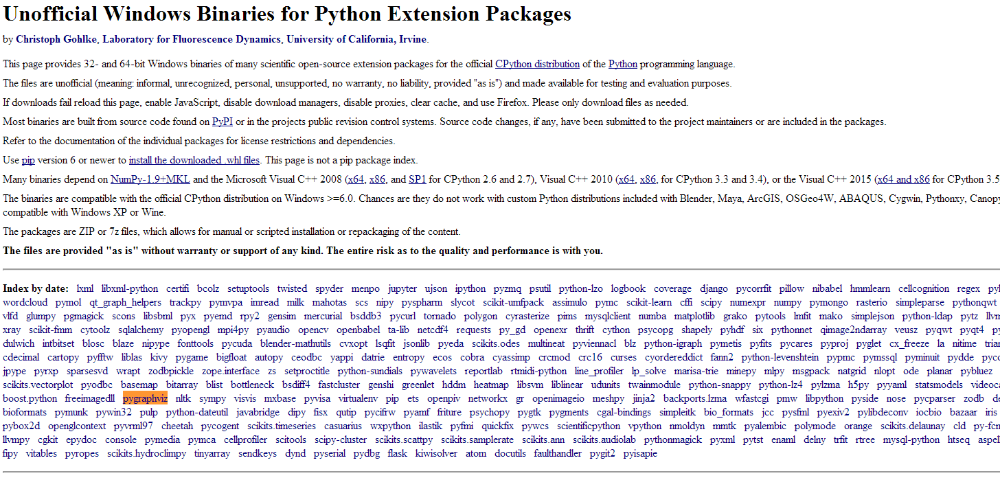 Unofficial Windows Binaries for Python Extension Packages
by Christoph Gohlke, Laboratory for Fluorescence Dynamics, University of California, Irvine.
This page provides 32- and 64-bit Windows binaries of many scientific open-source extension packages for the official CPython distribution of the Python programming language.
The files are unofficial (meaning: informal, unrecognized, personal, unsupported, no warranty, no liability, provided "as is") and made available for testing and evaluation purposes.
If downloads fail reload this page, enable JavaScript, disable download managers, disable proxies, clear cache, and use Firefox. Please only download files as needed.
Most binaries are built from source code found on PyPI or in the projects public revision control systems. Source code changes, if any, have been submitted to the project maintainers or are included in the packages.
Refer to the documentation of the individual packages for license restrictions and dependencies.
Use pip version 6 or newer to install the downloaded .whl files. This page is not a pip package index.
Many binaries depend on NumPy-1.9+MKL and the Microsoft Visual C++ 2008 (x64, x86, and SP1 for CPython 2.6 and 2.7), Visual C++ 2010 (x64, x86, for CPython 3.3 and 3.4), or the Visual C++ 2015 (x64 and x86 for CPython 3.5
The binaries are compatible with the official CPython distribution on Windows >=6.0. Chances are they do not work with custom Python distributions included with Blender, Maya, ArcGIS, OSGeo4W, ABAQUS, Cygwin, Pythonxy, Canopy
compatible with Windows XP or Wine.
The packages are ZIP or 7z files, which allows for manual or scripted installation or repackaging of the content.
The files are provided "as is" without warranty or support of any kind. The entire risk as to the quality and performance is with you.
Index by date: lxml libxml-python certifi bcolz setuptools twisted spyder menpo jupyter ujson ipython pyzmq psutil python-lzo logbook coverage django pycorrfit pillow nibabel hmmlearn cellcognition regex
wordcloud pymol qt_graph_helpers trackpy pymvpa imread milk mahotas scs nipy pyspharm slycot scikit-umfpack assimulo pymc scikit-learn cffi scipy numexpr numpy pymongo rasterio simpleparse pythonqwt
vlfd glumpy pgmagick scons libsbml pyx pyemd rpy2 gensim mercurial bsddb3 pycurl tornado polygon cyrasterize pims mysqlclient numba matplotlib grako pytools lmfit mako simplejson python-ldap pytz
xray scikit-fmm cytoolz sqlalchemy pyopengl mpi4py pyaudio opencv openbabel ta-lib netcdf4 requests py_gd openexr thrift cython psycopg shapely pyhdf six pythonnet qimage2ndarray veusz pyqwt pyqt4
dulwich intbitset blosc blaze nipype fonttools pycuda blender-mathutils cvxopt lsqfit jsonlib pyeda scikits.odes multineat pyviennacl blz python-igraph pymetis pyfits pycares pyproj pyglet cx_freeze la nitime
cdecimal cartopy pyfftw liblas kivy pygame bigfloat autopy ceodbc yappi datrie entropy ecos cobra cyassimp crcmod crc16 curses cyordereddict fann2 python-levenshtein pypmc pymssql pyminuit pydde
jpype pyrxp sparsesvd wrapt zodbpickle zope.interface zs setproctitle python-sundials pywavelets reportlab rtmidi-python line_profiler lp_solve marisa-trie minepy mlpy msgpack natgrid nlopt ode planar pybluez
scikits.vectorplot pyodbc basemap bitarray blist bottleneck bsdiff4 fastcluster genshi greenlet hddm heatmap libsvm liblinear udunits twainmodule python-snappy python-lz4 pylzma h5py pyyaml statsmodels
boost.python freeimagedll pygraphviz nltk sympy visvis mxbase pyvisa virtualenv pip ets openpiv networkx gr openimageio meshpy jinja2 backports.lzma wfastcgi pmw libpython pyside nose pycparser zodb
bioformats pymunk pywin32 pulp python-dateutil javabridge dipy fisx qutip pycifrw pyamf friture psychopy pygtk pygments cgal-bindings simpleitk bio_formats jcc pysfml pyexiv2 pylibdeconv iocbio bazaar iris
pybox2d openglcontext pyvrml97 cheetah pycogent scikits.timeseries casuarius wxpython ilastik pyfmi quickfix pywcs scientificpython vpython nmoldyn mmtk pyalembic polymode orange scikits.delaunay cld
llvmpy cgkit epydoc console pymedia pymca cellprofiler scitools scipy-cluster scikits.scattpy scikits.samplerate scikits.ann scikits.audiolab pythonmagick pyxml pytst enaml delny trfit rtree mysql-python htseq
fipy vitables pyropes scikits.hydroclimpy tinyarray sendkeys dynd pyserial pydbg flask kiwisolver atom docutils faulthandler pygit2 pyisapie